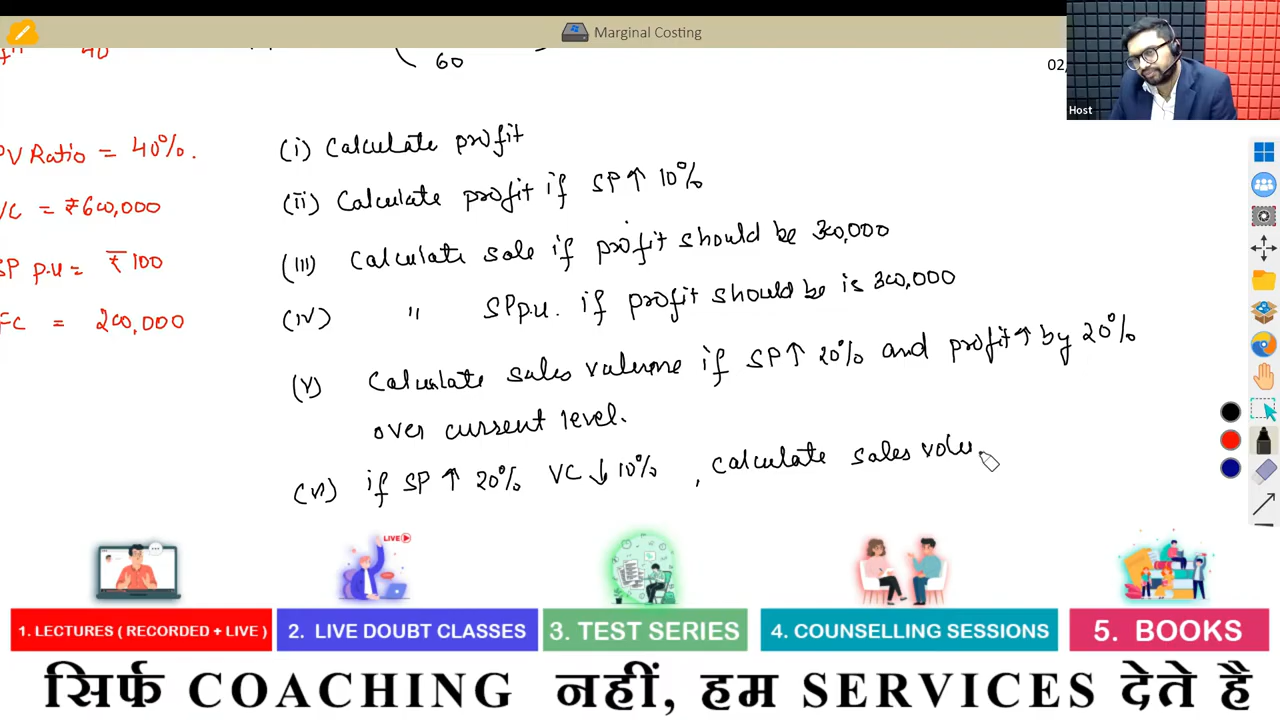 Marginal Costing
40
60
02
Host
PV Ratio = 40%.
VC = ₹600,000
SP p.u = ₹100
FC = 200,000
(i) Calculate profit
(ii) Calculate profit if SP↑ 10%
(iii) Calculate sale if profit should be 300,000
(iv) " SP p.u. if profit should be is 300,000
(v) Calculate sales volume if SP↑ 20% and profit↑ by 20%
over current level.
(vi) if SP ↑ 20% VC ↓ 10% , calculate sales volu
LIVE
1. LECTURES ( RECORDED + LIVE )
2. LIVE DOUBT CLASSES
3. TEST SERIES
4. COUNSELLING SESSIONS
5. BOOKS
सिर्फ COACHING नहीं, हम SERVICES देते है